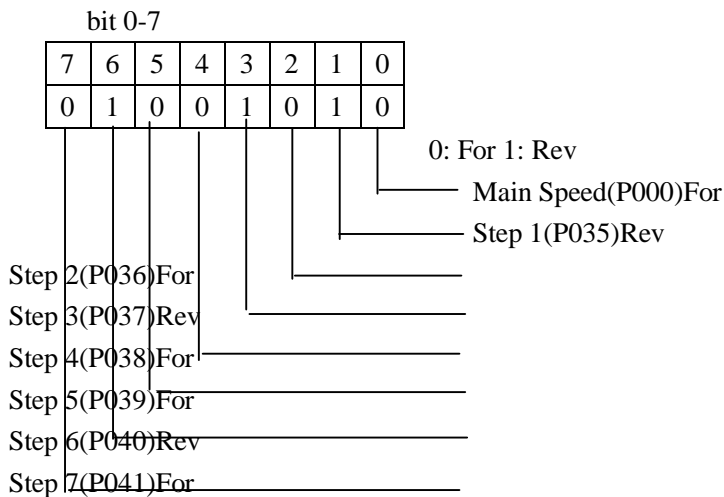 bit 0-7
7 6 5 4 3 2 1 0
0 1 0 0 1 0 1 0
0: For 1: Rev
Main Speed(P000)For
Step 1(P035)Rev
Step 2(P036)For
Step 3(P037)Rev
Step 4(P038)For
Step 5(P039)For
Step 6(P040)Rev
Step 7(P041)For